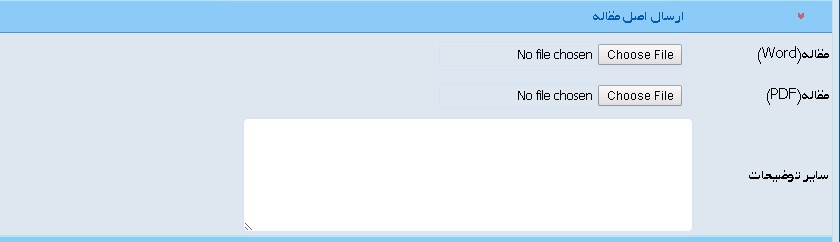 ارسال اصل مقاله
مقاله(Word) Choose File No file chosen
مقاله(PDF) Choose File No file chosen
سایر توضیحات